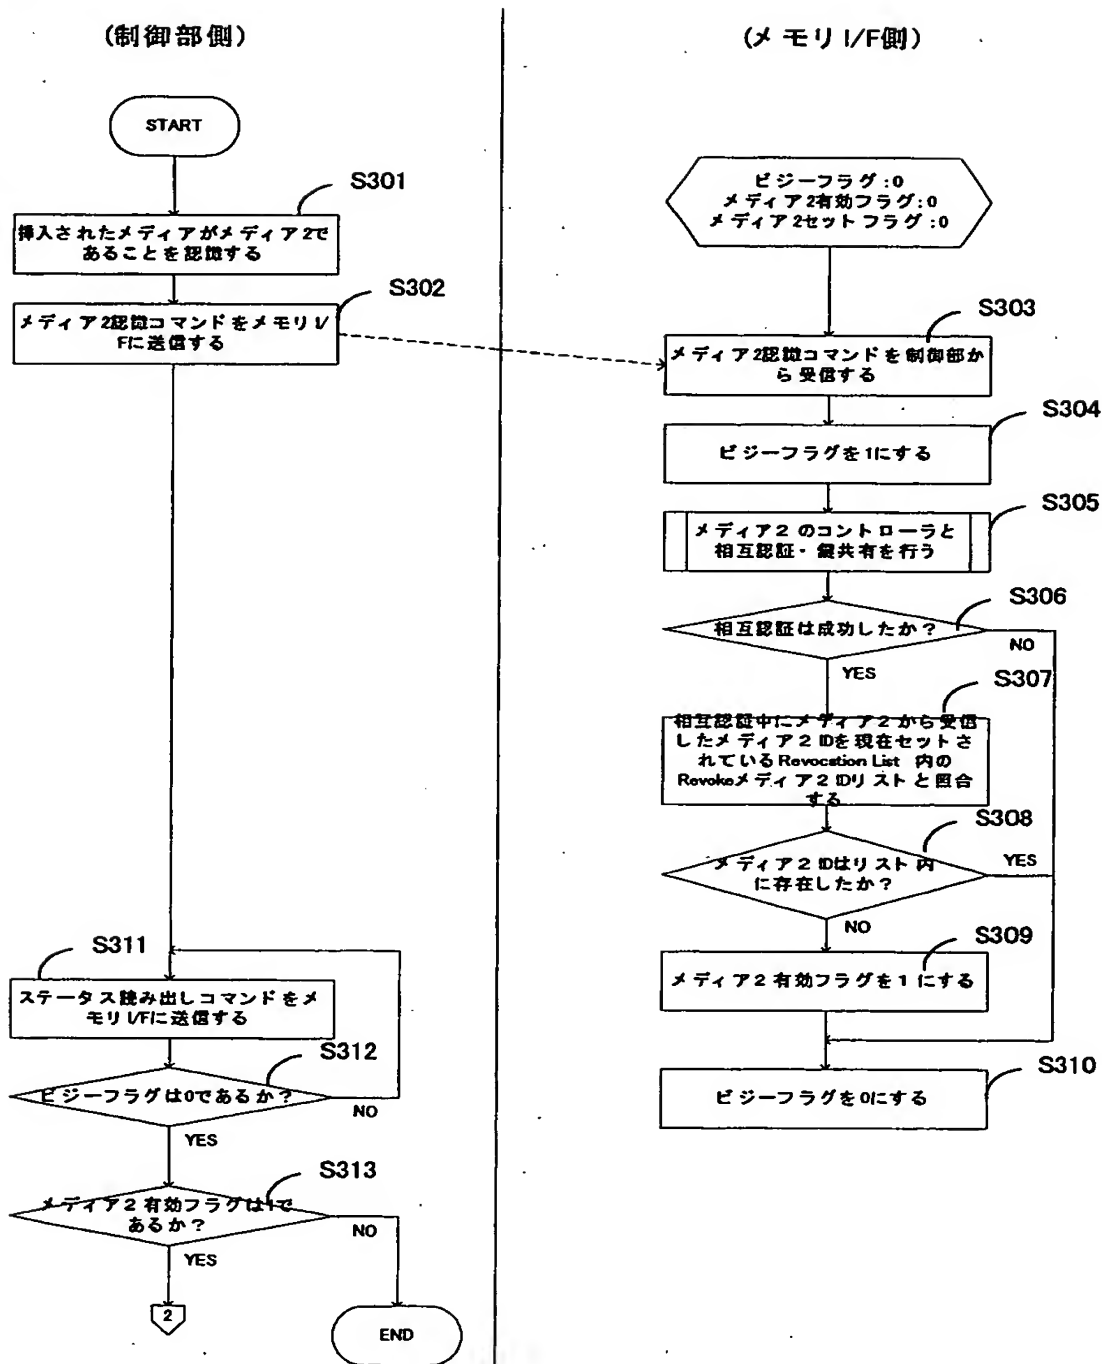 (制御部側)
START
S301
挿入されたメディアがメディア2で
あることを認識する
S302
メディア2認識コマンドをメモリI/
Fに送信する
S311
ステータス読み出しコマンドをメ
モリI/Fに送信する
S312
ビジーフラグは0であるか?
NO
YES
S313
メディア2有効フラグは1で
あるか?
NO
YES
2
END
(メモリI/F側)
ビジーフラグ:0
メディア2有効フラグ:0
メディア2セットフラグ:0
S303
メディア2認識コマンドを制御部か
ら受信する
S304
ビジーフラグを1にする
S305
メディア2のコントローラと
相互認証・鍵共有を行う
S306
相互認証は成功したか?
NO
YES
S307
相互認証中にメディア2から受信
したメディア2IDを現在セットさ
れているRevocation List 内の
Revokeメディア2IDリストと照合
する
S308
メディア2IDはリスト内
に存在したか?
YES
NO
S309
メディア2有効フラグを1にする
S310
ビジーフラグを0にする